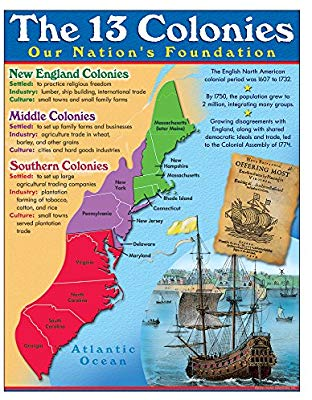 The 13 Colonies
Our Nation's Foundation
New England Colonies
Settled: to practice religious freedom
Industry: lumber, ship building, international trade
Culture: small towns and small family farms
Middle Colonies
Settled: to set up family farms and businesses
Industry: agriculture, trade in wheat,
barley, and other grains
Culture: cities and hard goods industries
Southern Colonies
Settled: to set up large
agricultural trading companies
Industry: plantation
farming of tobacco,
cotton, and rice
Culture: small towns
served plantation
trade
The English North American
colonial period was 1607 to 1732.
By 1750, the population grew to
2 million, integrating many groups.
Growing disagreements with
England, along with shared
democratic ideals and trade, led
to the Colonial Assembly of 1774.
Massachusetts
(later Maine)
New
Hampshire
Massachusetts
Rhode Island
Connecticut
New
York
Pennsylvania
New Jersey
Delaware
Maryland
Virginia
North
Carolina
South
Carolina
Georgia
Atlantic
Ocean
NOVA BRITANNIA
OFFERING MOST